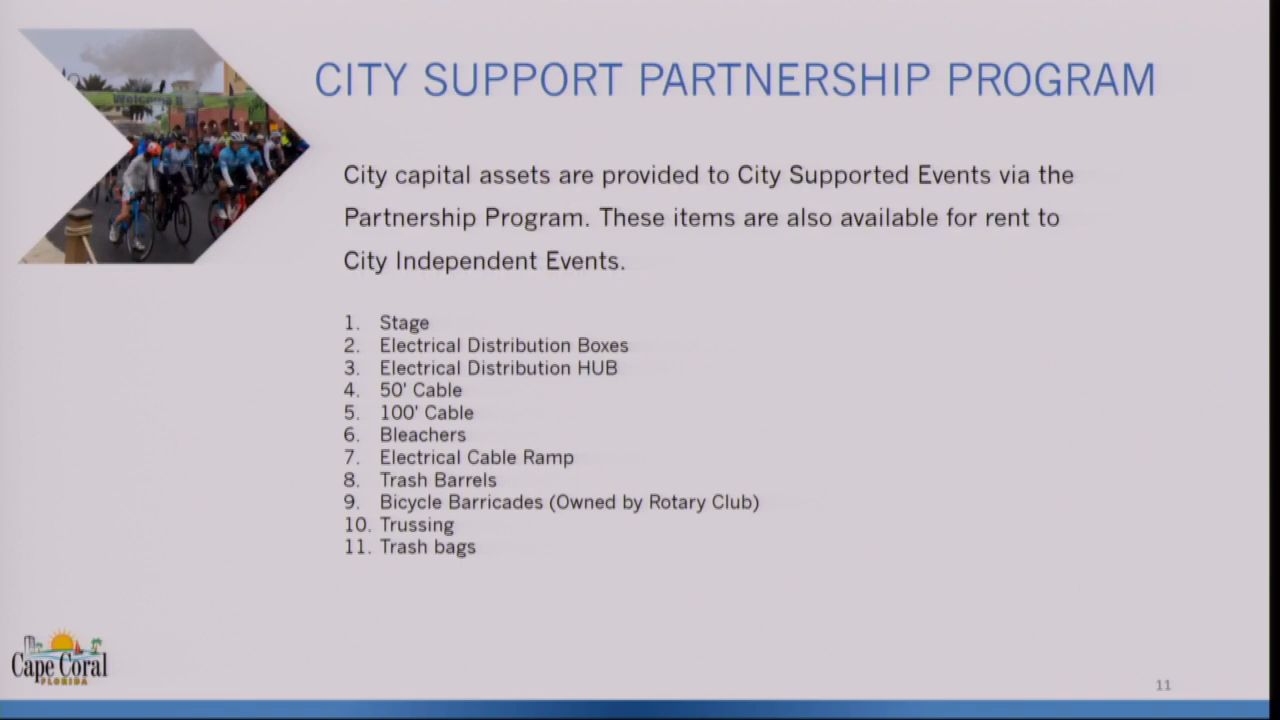 CITY SUPPORT PARTNERSHIP PROGRAM
Welcome
City capital assets are provided to City Supported Events via the
Partnership Program. These items are also available for rent to
City Independent Events.
1. Stage
2. Electrical Distribution Boxes
3. Electrical Distribution HUB
4. 50' Cable
5. 100' Cable
6. Bleachers
7. Electrical Cable Ramp
8. Trash Barrels
9. Bicycle Barricades (Owned by Rotary Club)
10. Trussing
11. Trash bags
Cape Coral
FLORIDA
11